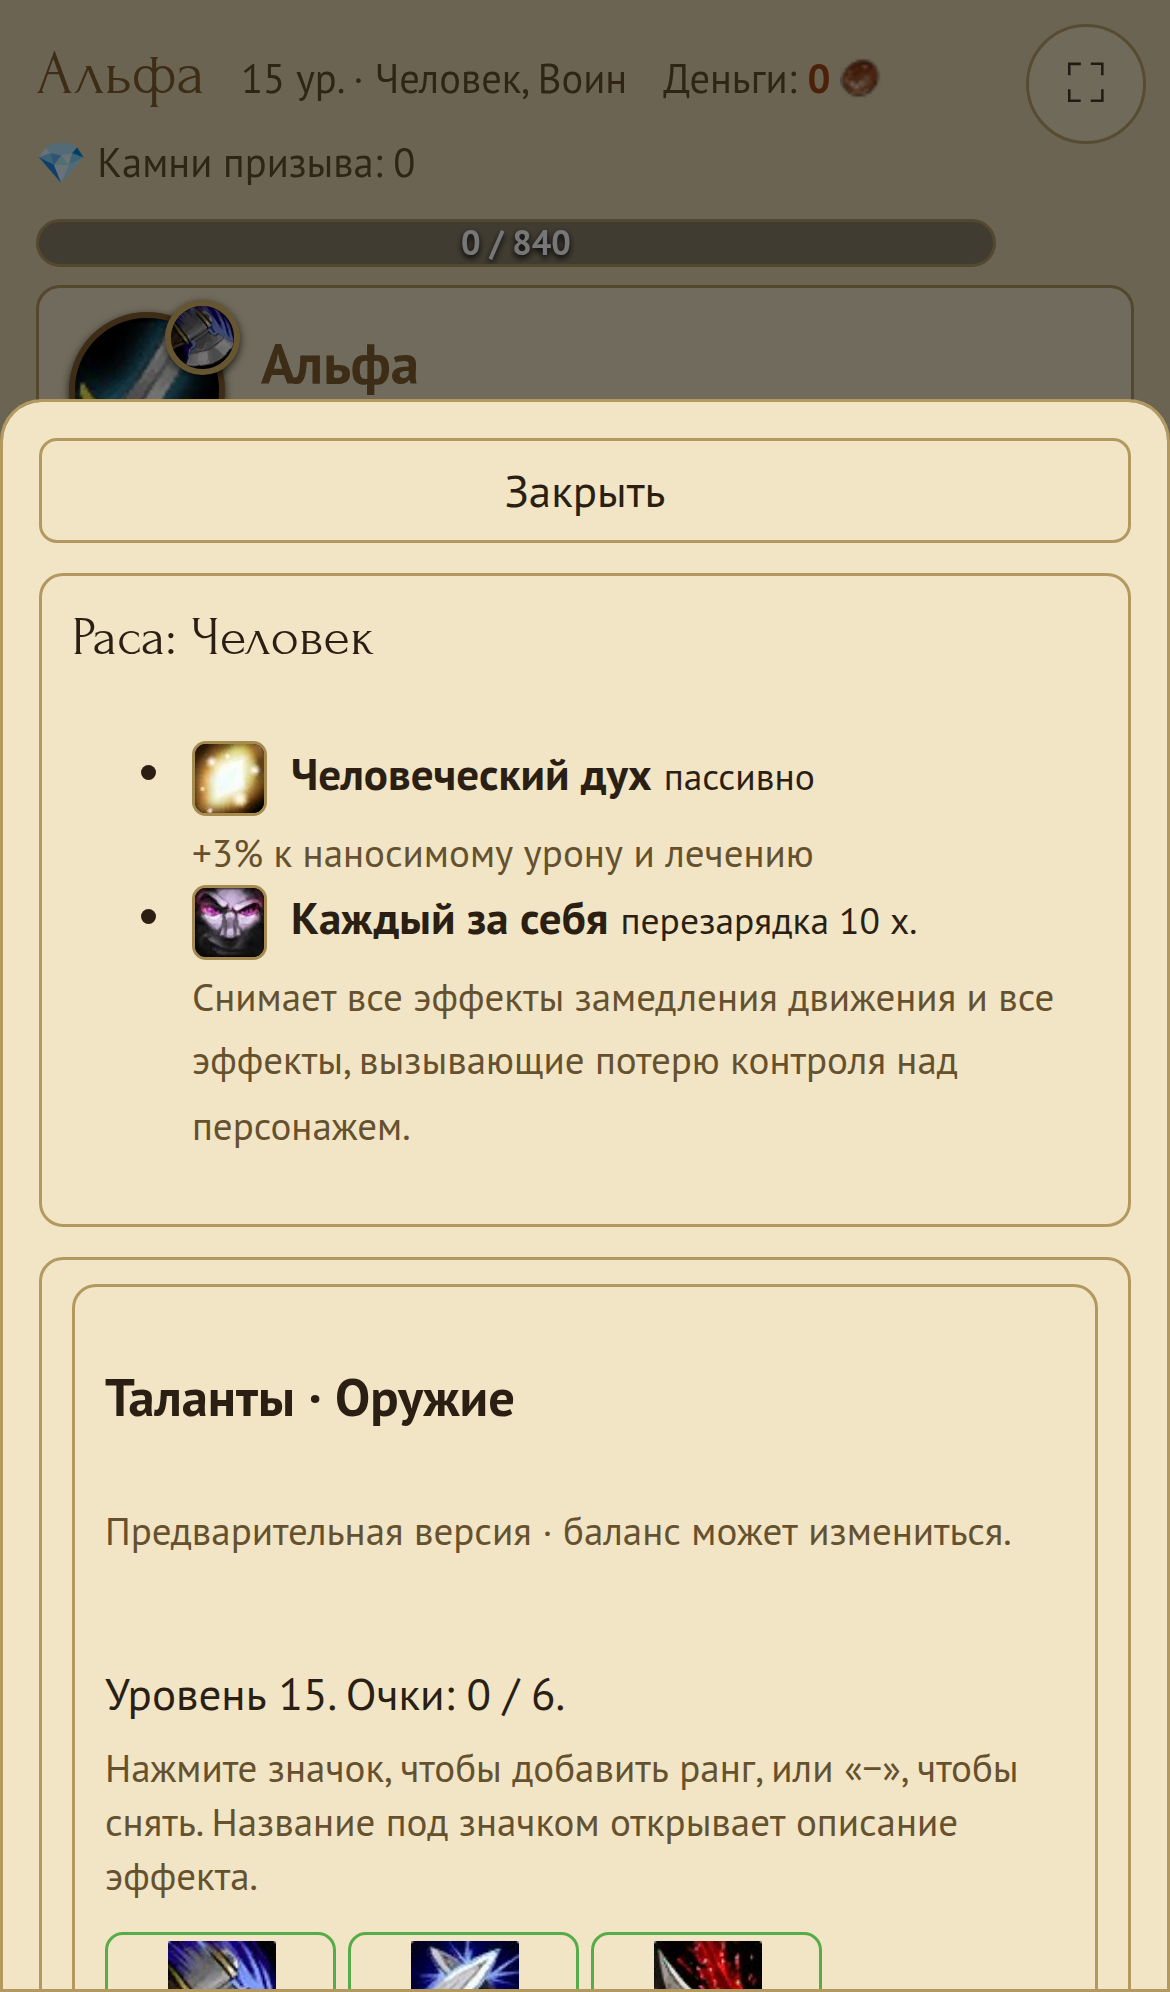 Альфа 15 ур. · Человек, Воин Деньги: 0
Камни призыва: 0
0 / 840
Альфа
Закрыть
Раса: Человек
• Человеческий дух пассивно
+3% к наносимому урону и лечению
• Каждый за себя перезарядка 10 х.
Снимает все эффекты замедления движения и все
эффекты, вызывающие потерю контроля над
персонажем.
Таланты · Оружие
Предварительная версия · баланс может измениться.
Уровень 15. Очки: 0 / 6.
Нажмите значок, чтобы добавить ранг, или «−», чтобы
снять. Название под значком открывает описание
эффекта.